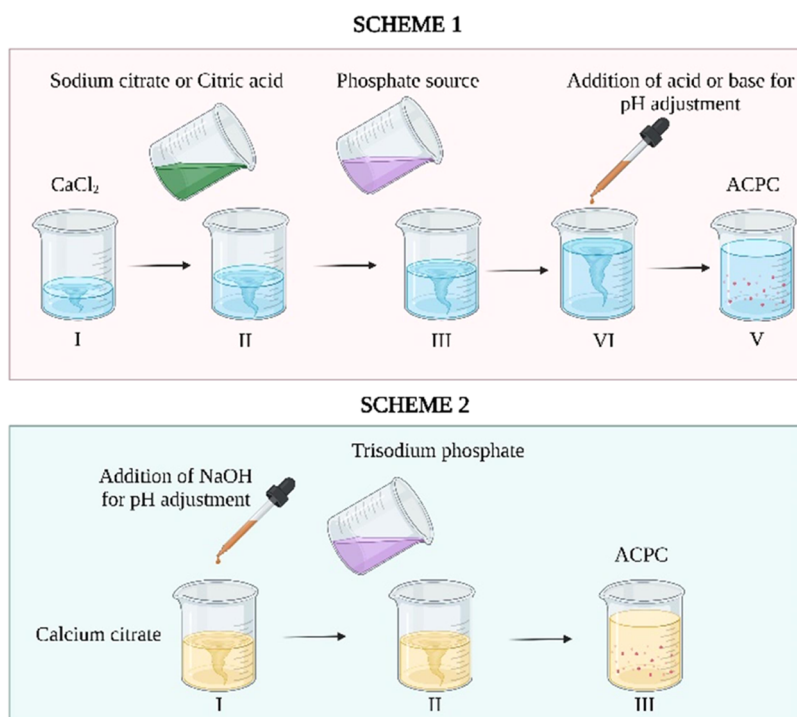 SCHEME 1
Sodium citrate or Citric acid
Phosphate source
Addition of acid or base for
pH adjustment
CaCl₂
ACPC
I
II
III
VI
V
SCHEME 2
Trisodium phosphate
Addition of NaOH
for pH adjustment
ACPC
Calcium citrate
I
II
III